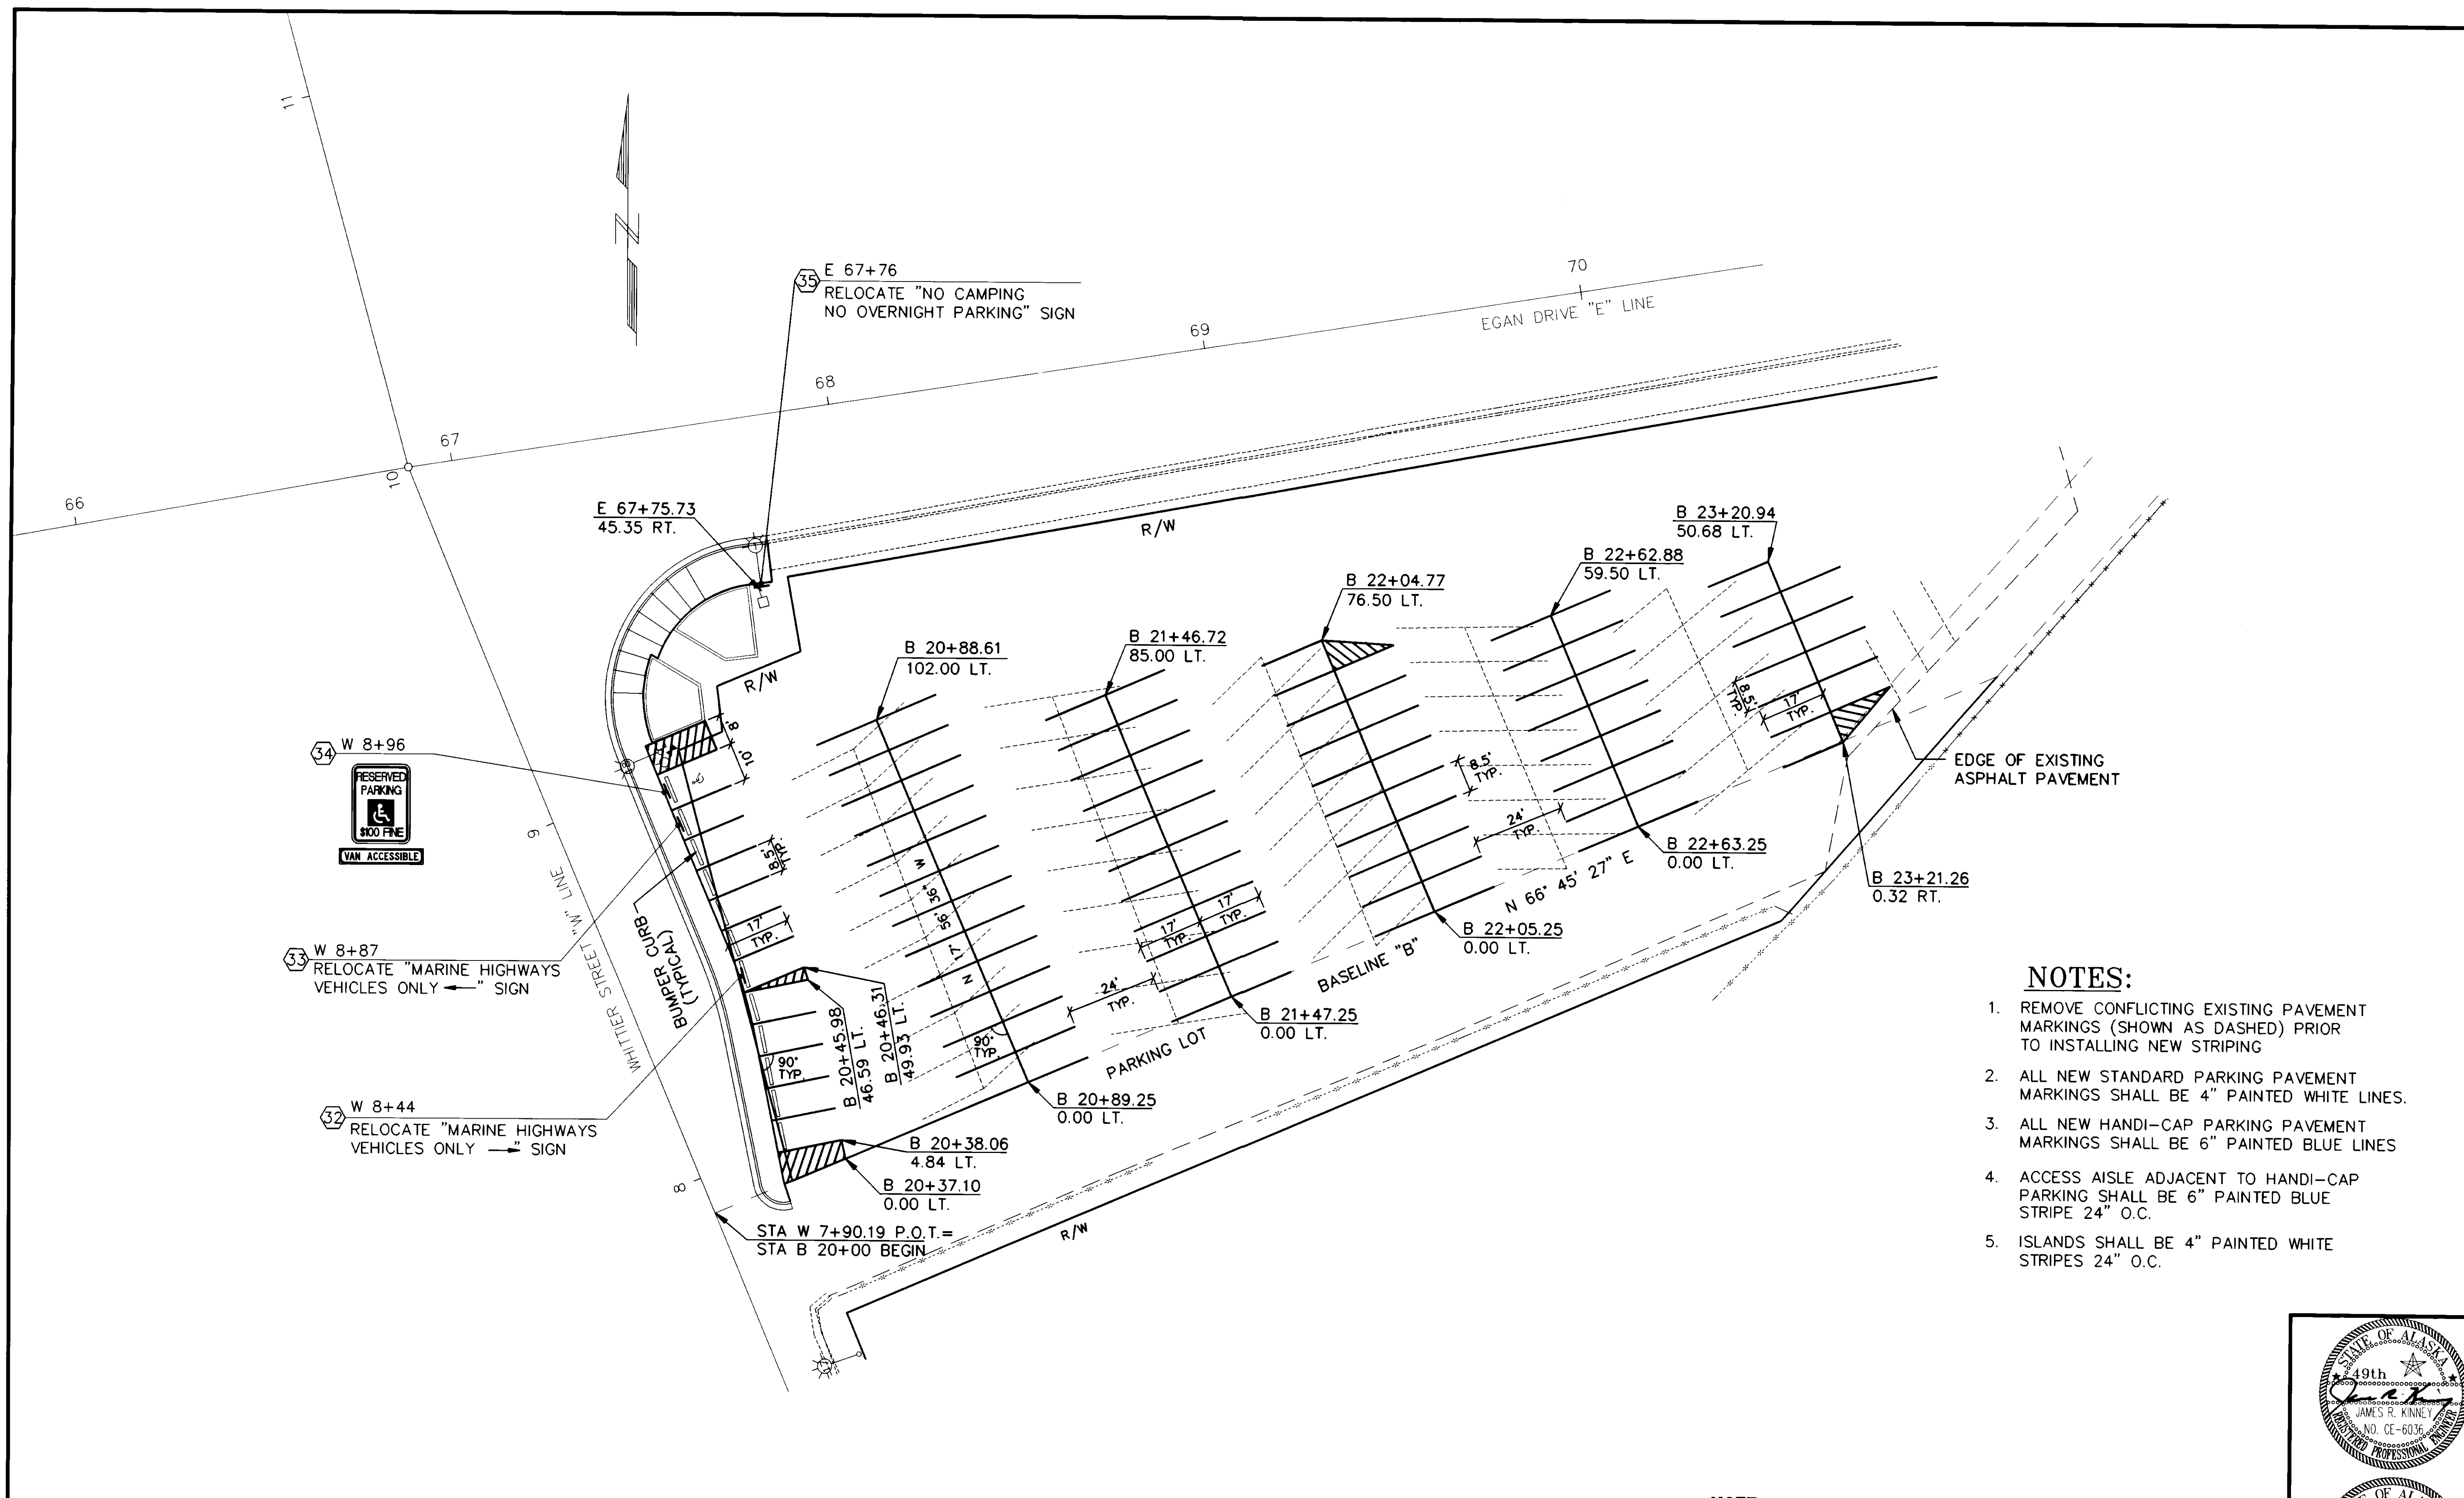 11
N
35 E 67+76
RELOCATE "NO CAMPING
NO OVERNIGHT PARKING" SIGN
70
EGAN DRIVE "E" LINE
69
68
67
10
66
E 67+75.73
45.35 RT.
R/W
B 23+20.94
50.68 LT.
B 22+62.88
59.50 LT.
B 22+04.77
76.50 LT.
B 21+46.72
85.00 LT.
B 20+88.61
102.00 LT.
R/W
8'
10'
34 W 8+96
RESERVED
PARKING
$100 FINE
VAN ACCESSIBLE
8.5'
TYP.
17'
TYP.
EDGE OF EXISTING
ASPHALT PAVEMENT
8.5'
TYP.
24'
TYP.
9
8.5'
TYP.
N 17° 56' 36" W
17'
TYP.
17'
TYP.
17'
TYP.
B 22+63.25
0.00 LT.
B 23+21.26
0.32 RT.
N 66° 45' 27" E
B 22+05.25
0.00 LT.
WHITTIER STREET "W" LINE
BUMPER CURB
(TYPICAL)
33 W 8+87
RELOCATE "MARINE HIGHWAYS
VEHICLES ONLY ←" SIGN
BASELINE "B"
24'
TYP.
B 21+47.25
0.00 LT.
PARKING LOT
90°
TYP.
90°
TYP.
B 20+45.98
46.59 LT.
B 20+46.31
49.93 LT.
B 20+89.25
0.00 LT.
32 W 8+44
RELOCATE "MARINE HIGHWAYS
VEHICLES ONLY →" SIGN
B 20+38.06
4.84 LT.
B 20+37.10
0.00 LT.
8
STA W 7+90.19 P.O.T.=
STA B 20+00 BEGIN
R/W
NOTES:
1. REMOVE CONFLICTING EXISTING PAVEMENT
MARKINGS (SHOWN AS DASHED) PRIOR
TO INSTALLING NEW STRIPING
2. ALL NEW STANDARD PARKING PAVEMENT
MARKINGS SHALL BE 4" PAINTED WHITE LINES.
3. ALL NEW HANDI-CAP PARKING PAVEMENT
MARKINGS SHALL BE 6" PAINTED BLUE LINES
4. ACCESS AISLE ADJACENT TO HANDI-CAP
PARKING SHALL BE 6" PAINTED BLUE
STRIPE 24" O.C.
5. ISLANDS SHALL BE 4" PAINTED WHITE
STRIPES 24" O.C.
STATE OF ALASKA
49th
JAMES R. KINNEY
NO. CE-6036
REGISTERED PROFESSIONAL ENGINEER